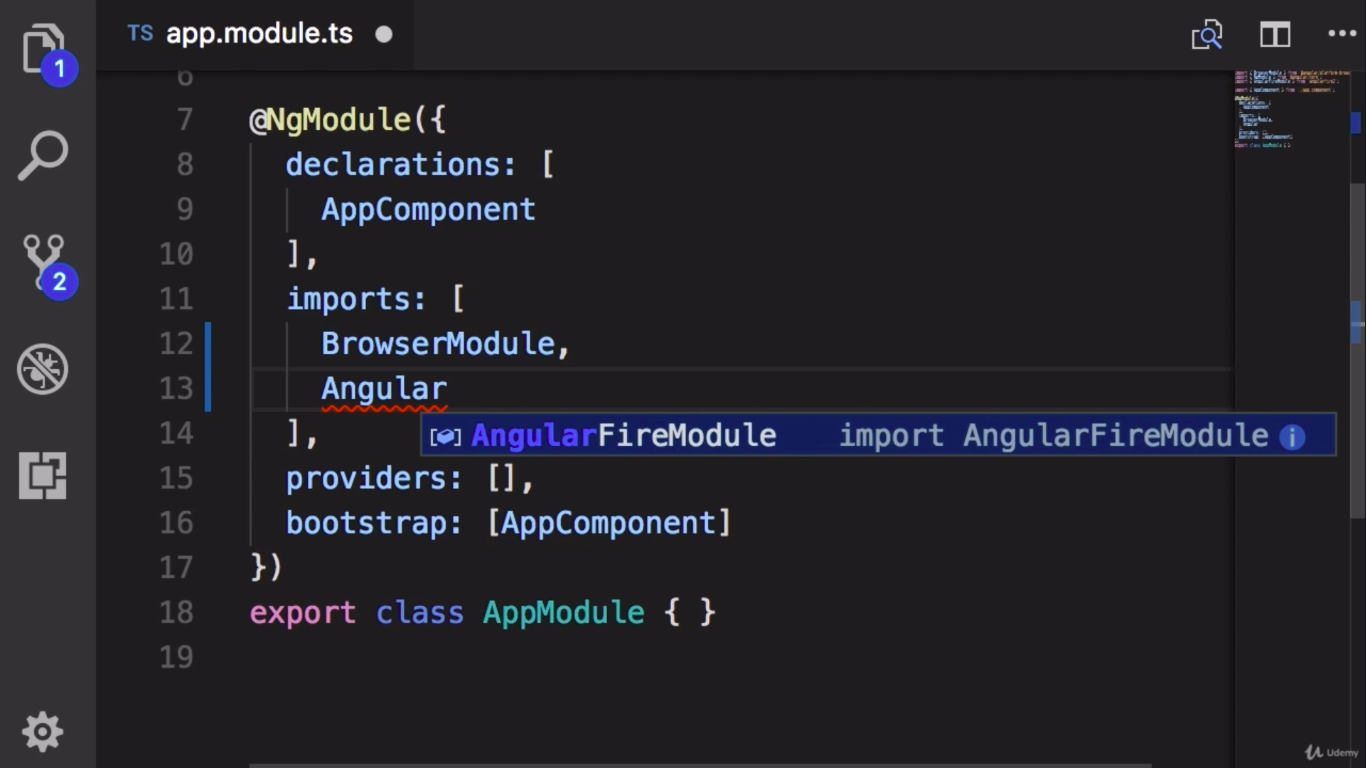 TS app.module.ts
1
2
6
7 @NgModule({
8 declarations: [
9 AppComponent
10 ],
11 imports: [
12 BrowserModule,
13 Angular
14 ],
AngularFireModule import AngularFireModule i
15 providers: [],
16 bootstrap: [AppComponent]
17 })
18 export class AppModule { }
19
Udemy